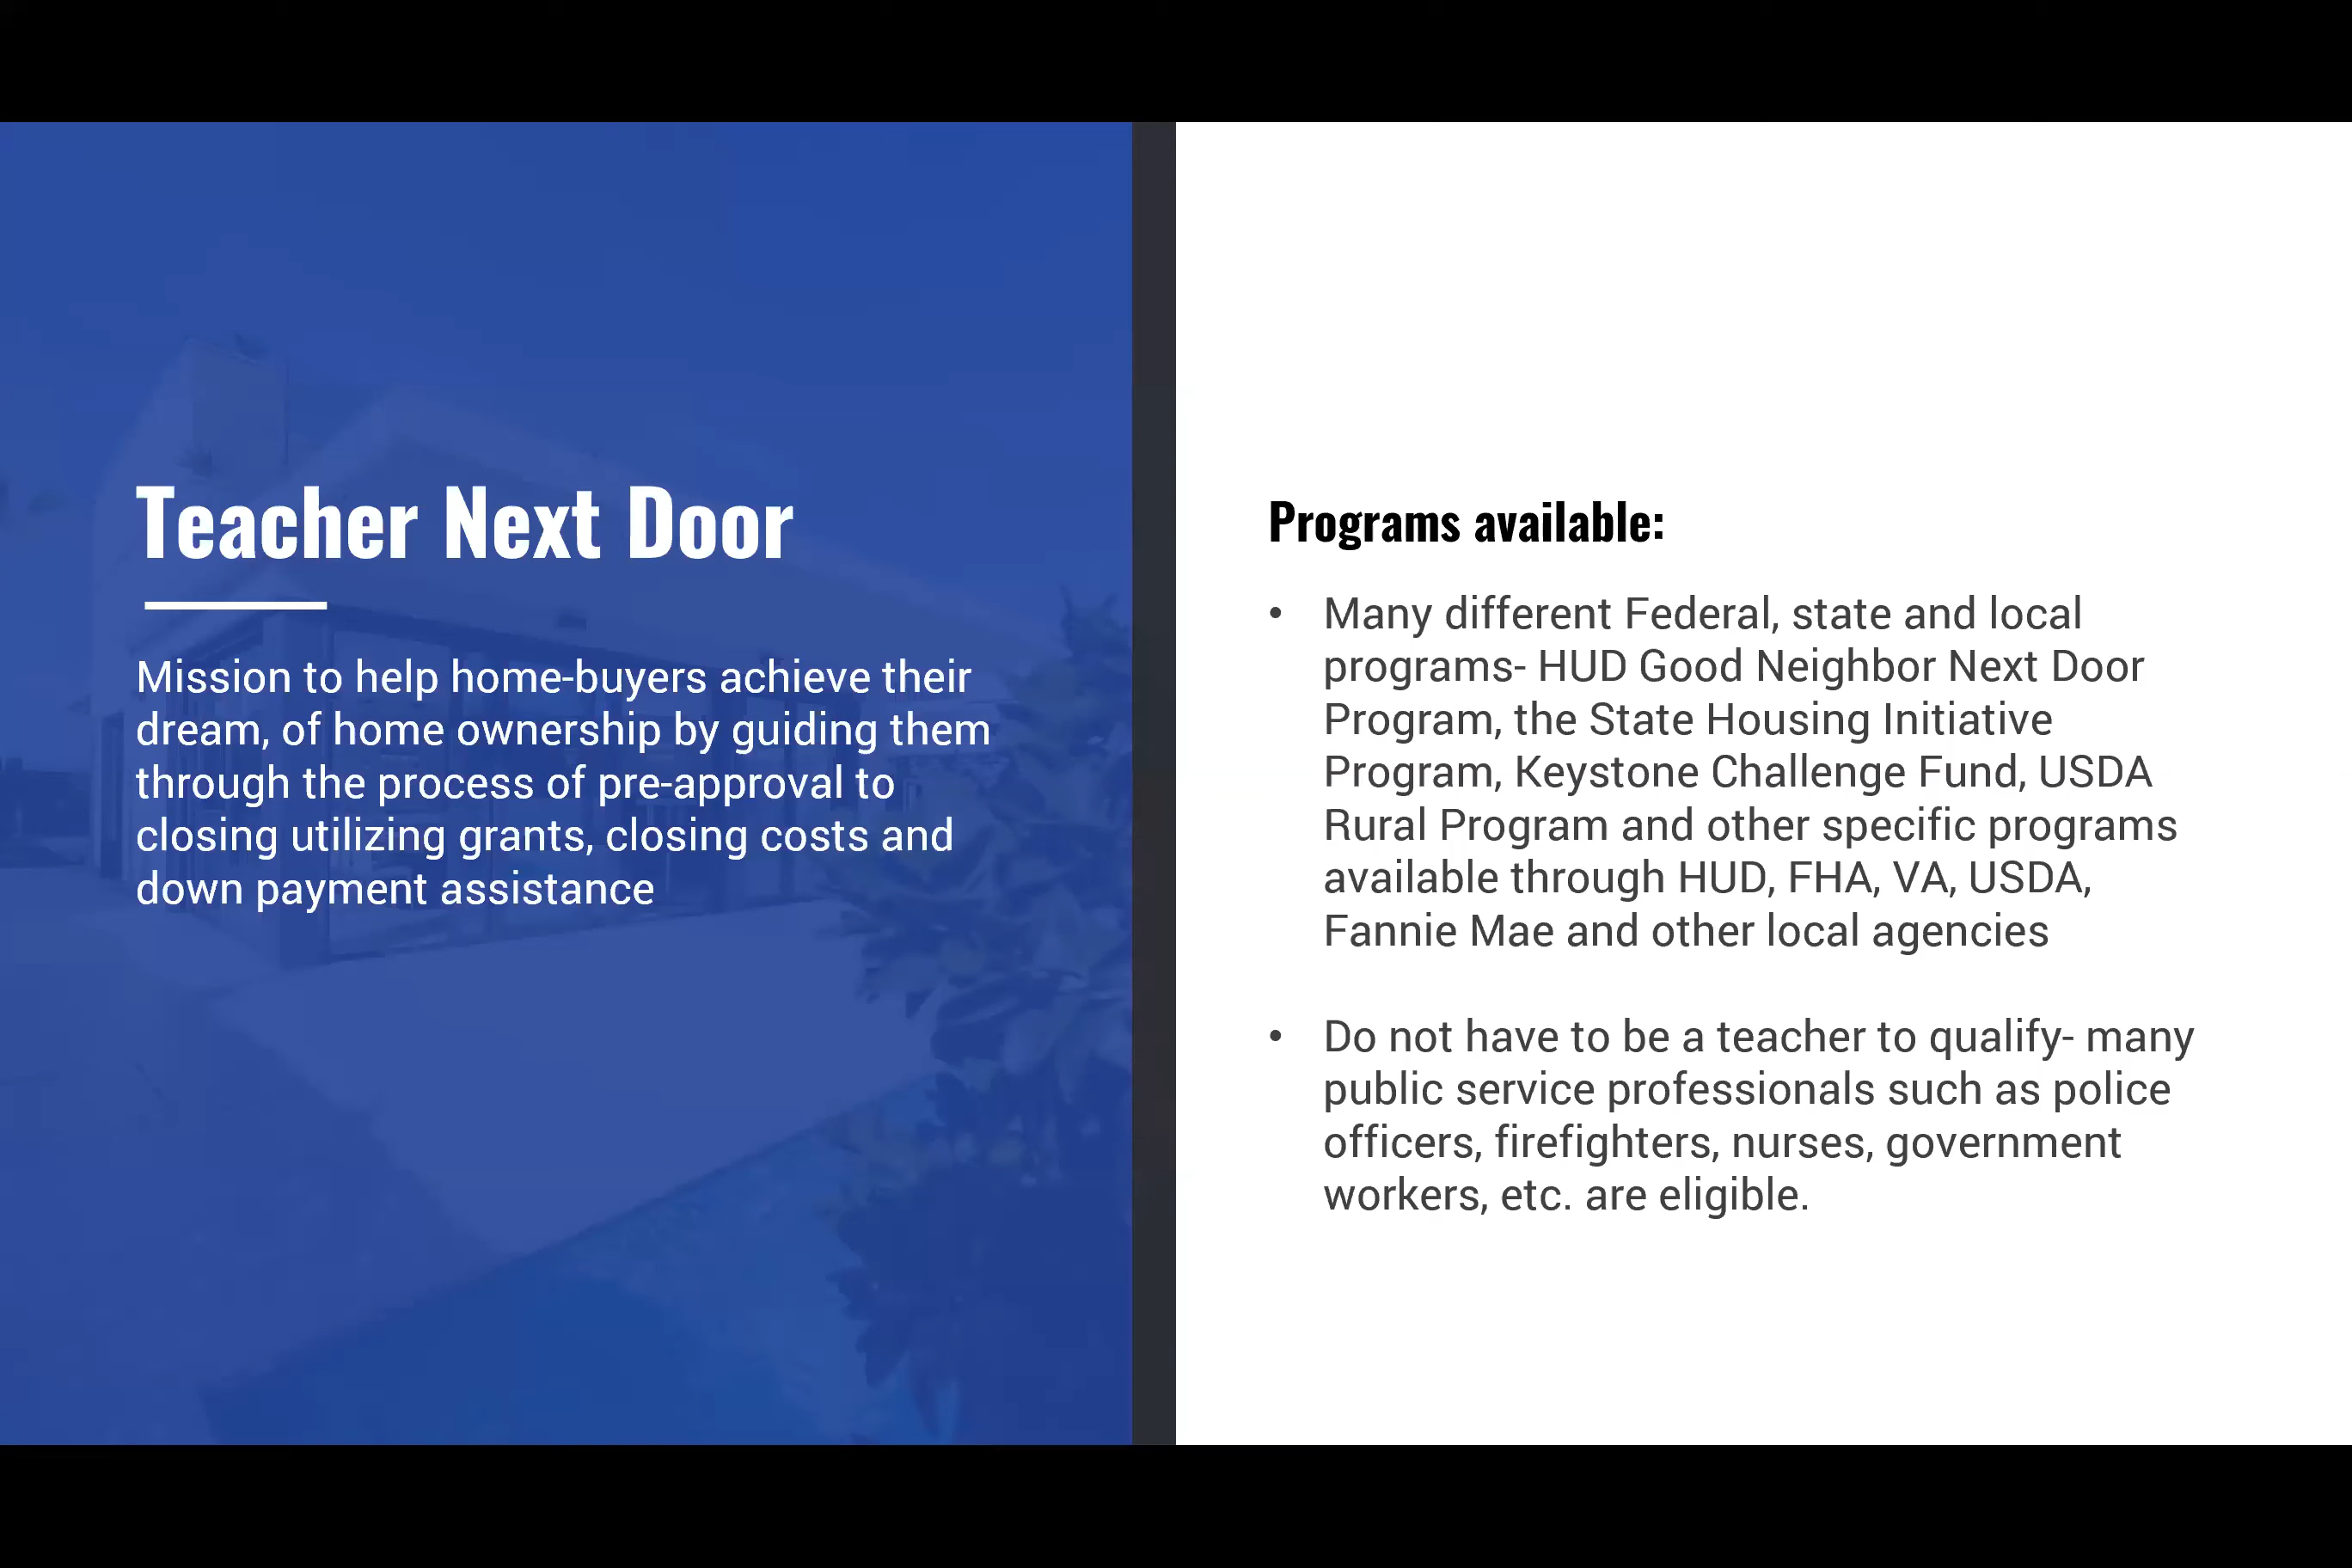 Teacher Next Door
Mission to help home-buyers achieve their
dream, of home ownership by guiding them
through the process of pre-approval to
closing utilizing grants, closing costs and
down payment assistance
Programs available:
• Many different Federal, state and local
programs- HUD Good Neighbor Next Door
Program, the State Housing Initiative
Program, Keystone Challenge Fund, USDA
Rural Program and other specific programs
available through HUD, FHA, VA, USDA,
Fannie Mae and other local agencies
• Do not have to be a teacher to qualify- many
public service professionals such as police
officers, firefighters, nurses, government
workers, etc. are eligible.